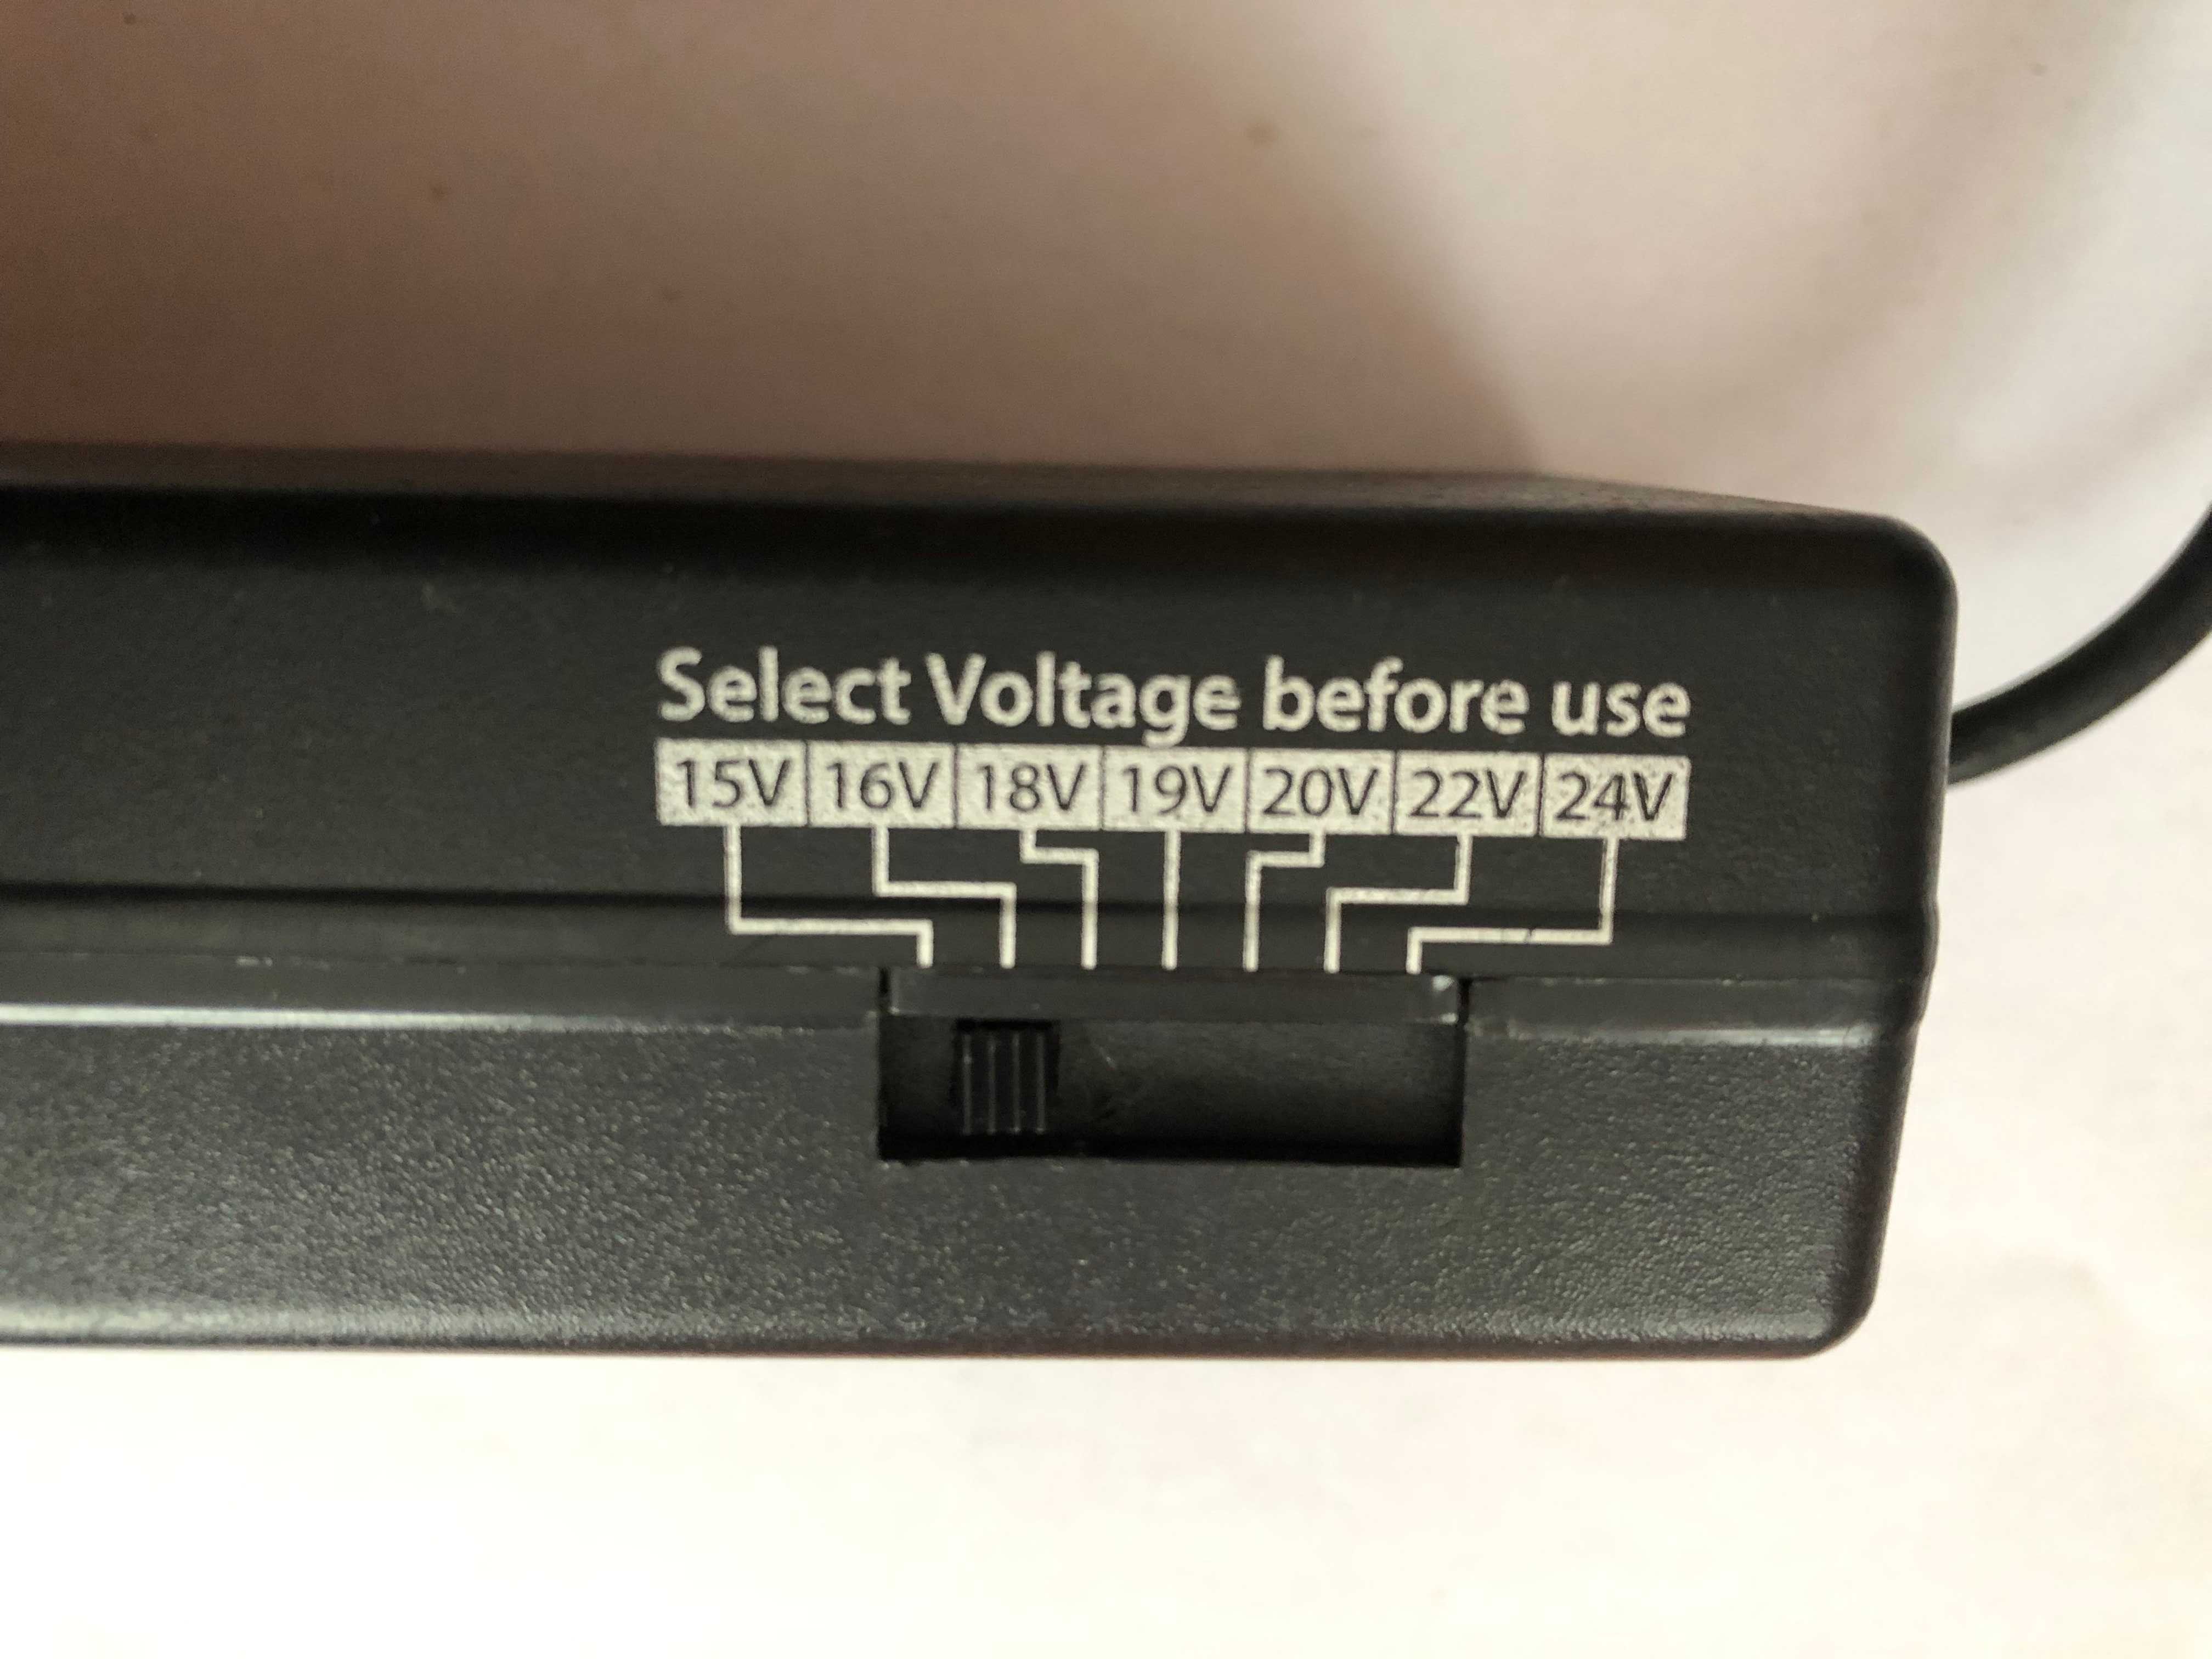 Select Voltage before use
15V 16V 18V 19V 20V 22V 24V